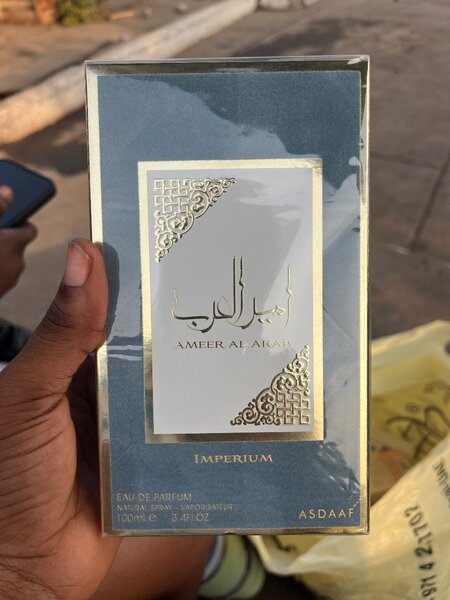 أمير العرب
AMEER AL ARAB
IMPERIUM
EAU DE PARFUM
NATURAL SPRAY - VAPORISATEUR
100ml.e 3.4FL.OZ.
ASDAAF